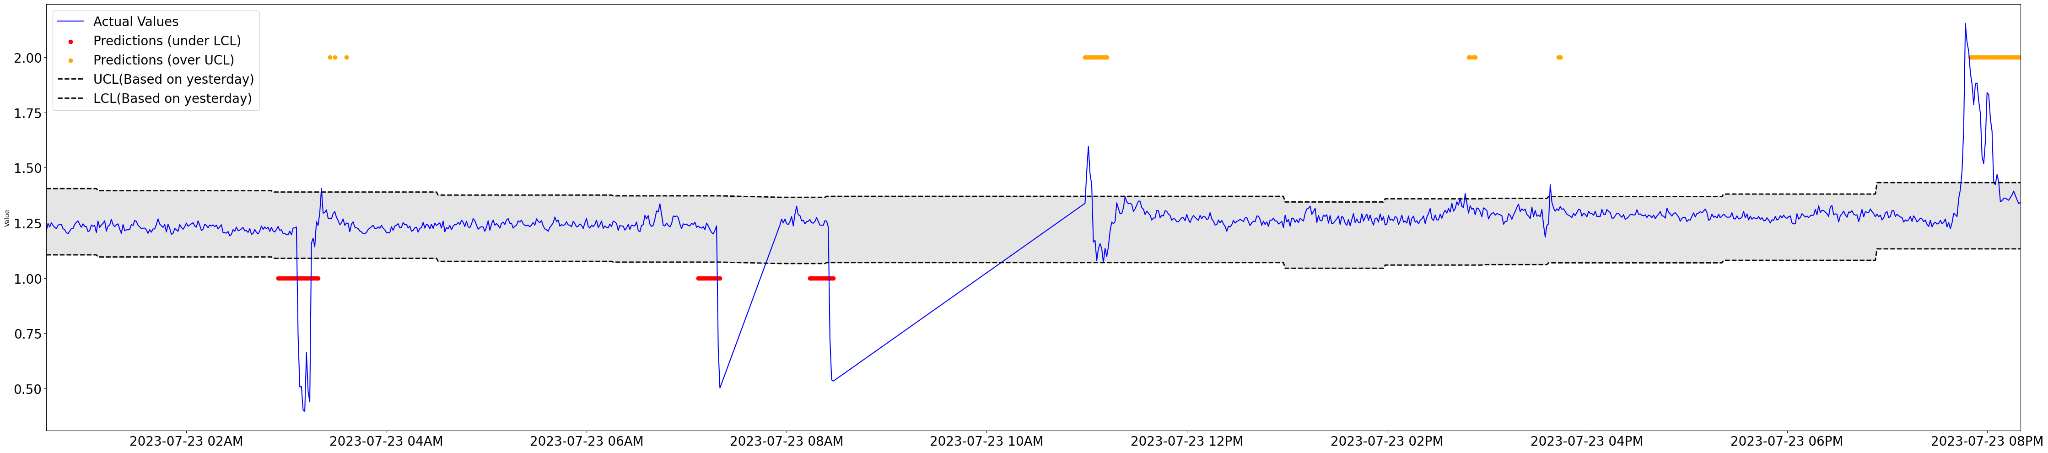 Actual Values
Predictions (under LCL)
Predictions (over UCL)
UCL(Based on yesterday)
LCL(Based on yesterday)
2.00
1.75
1.50
1.25
1.00
0.75
0.50
value
2023-07-23 02AM
2023-07-23 04AM
2023-07-23 06AM
2023-07-23 08AM
2023-07-23 10AM
2023-07-23 12PM
2023-07-23 02PM
2023-07-23 04PM
2023-07-23 06PM
2023-07-23 08PM